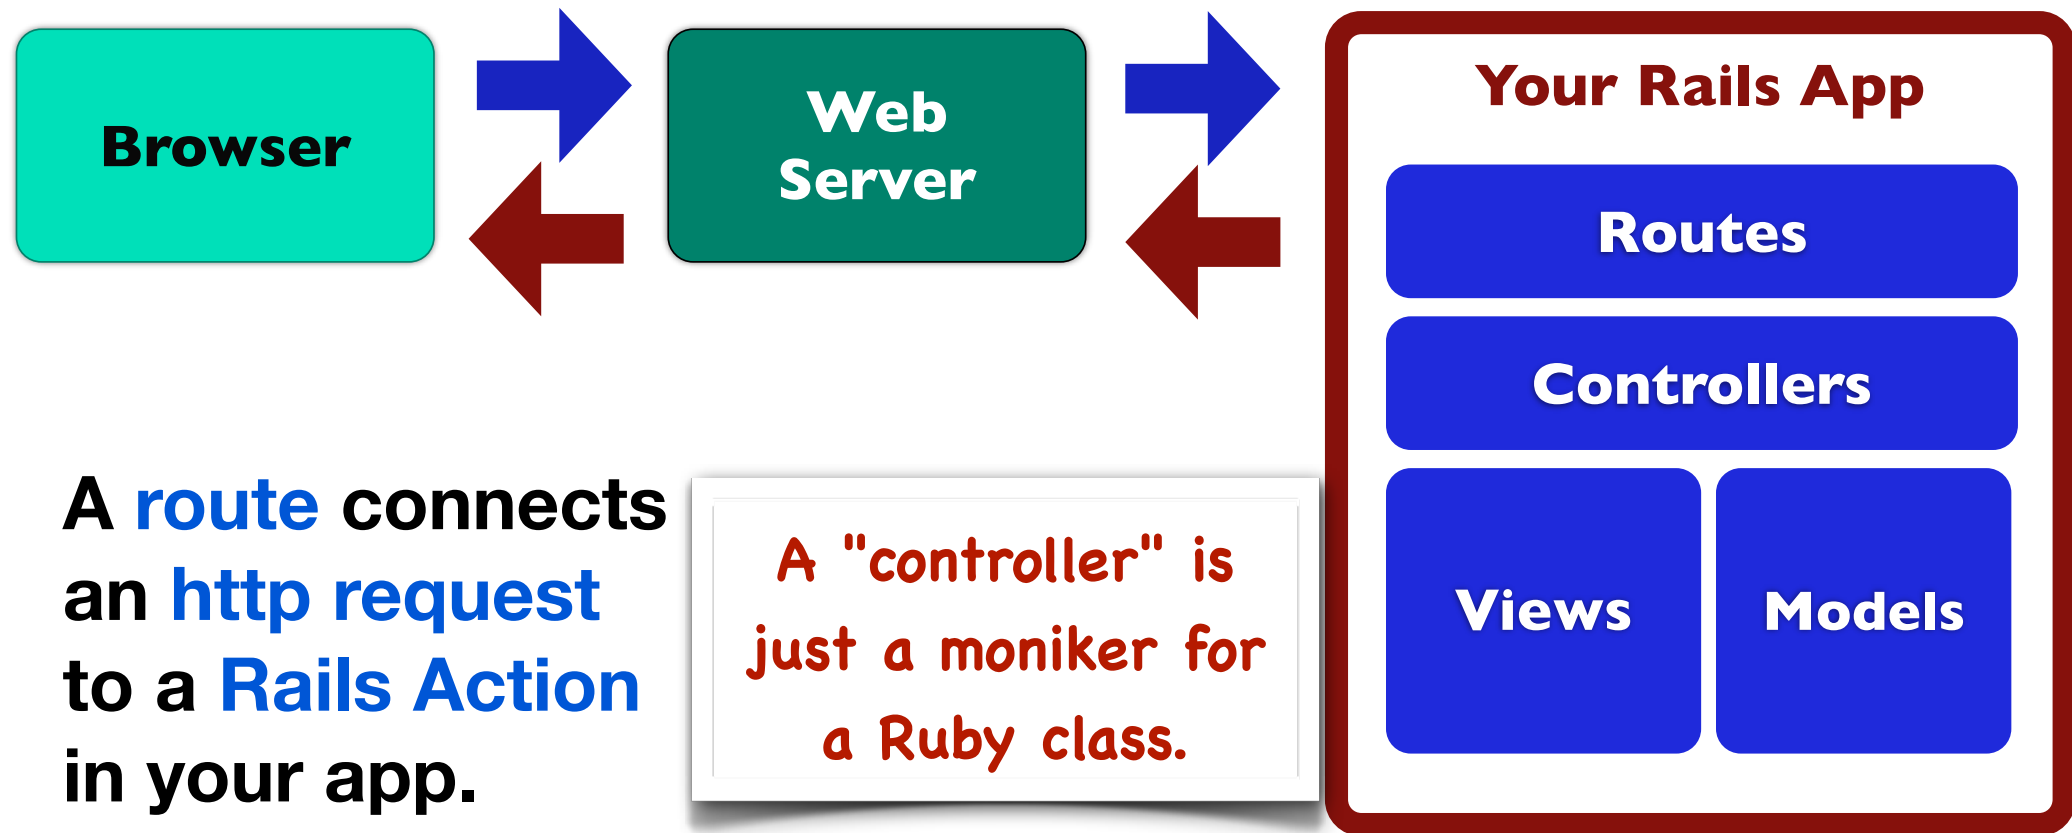 Browser
Web
Server
Your Rails App
Routes
Controllers
Views
Models
A route connects
an http request
to a Rails Action
in your app.
A "controller" is
just a moniker for
a Ruby class.